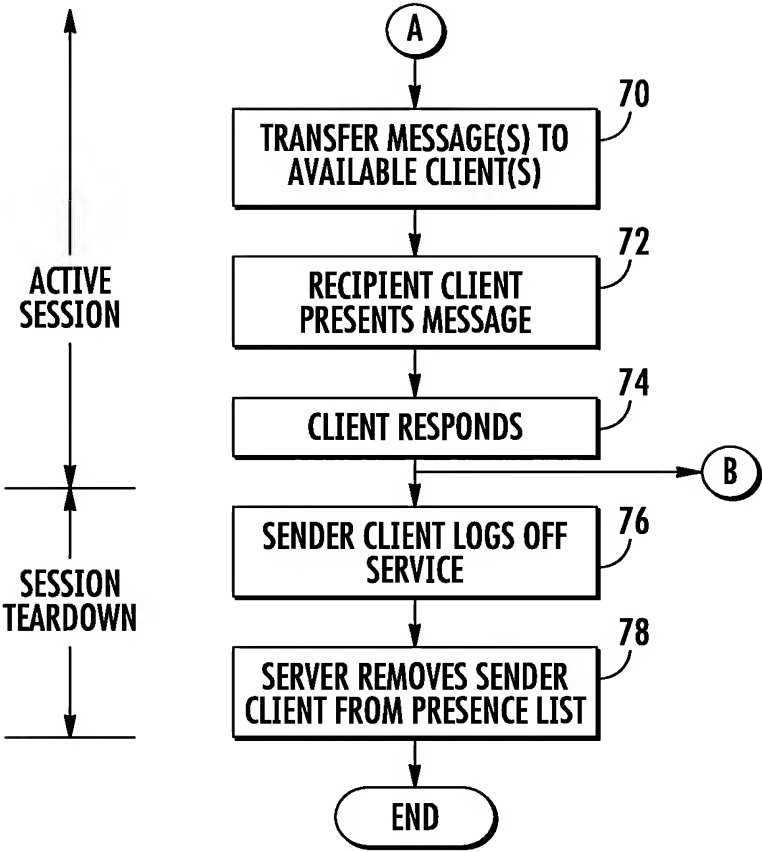 A
70
TRANSFER MESSAGE(S) TO
AVAILABLE CLIENT(S)
72
RECIPIENT CLIENT
PRESENTS MESSAGE
ACTIVE
SESSION
74
CLIENT RESPONDS
B
76
SENDER CLIENT LOGS OFF
SERVICE
SESSION
TEARDOWN
78
SERVER REMOVES SENDER
CLIENT FROM PRESENCE LIST
END